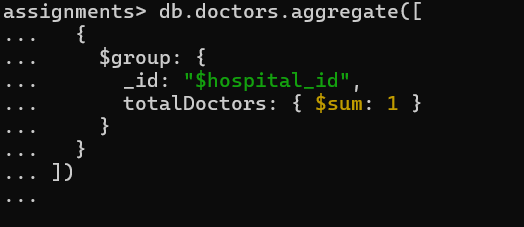 assignments> db.doctors.aggregate([
...   {
...     $group: {
...       _id: "$hospital_id",
...       totalDoctors: { $sum: 1 }
...     }
...   }
... ])
...